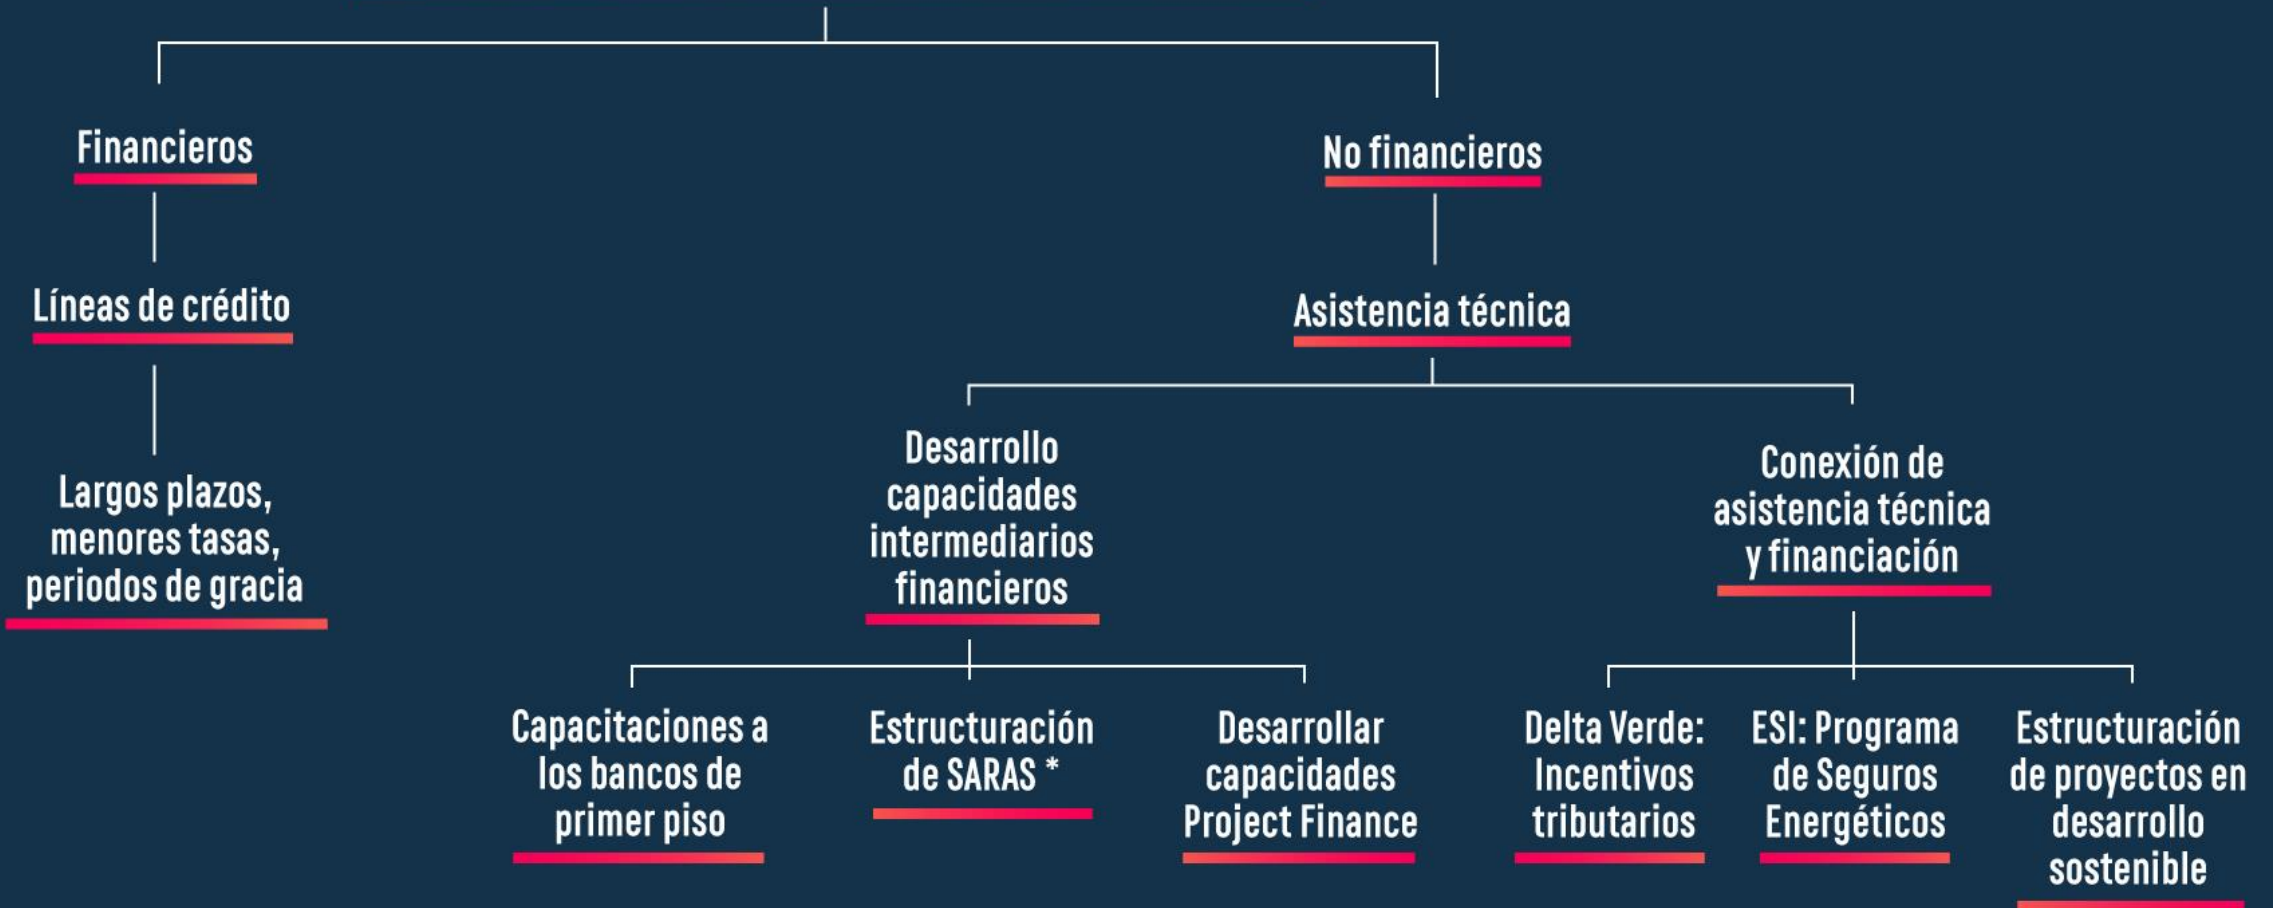 Financieros
No financieros
Líneas de crédito
Asistencia técnica
Largos plazos,
menores tasas,
periodos de gracia
Desarrollo
capacidades
intermediarios
financieros
Conexión de
asistencia técnica
y financiación
Capacitaciones a
los bancos de
primer piso
Estructuración
de SARAS *
Desarrollar
capacidades
Project Finance
Delta Verde:
Incentivos
tributarios
ESI: Programa
de Seguros
Energéticos
Estructuración
de proyectos en
desarrollo
sostenible